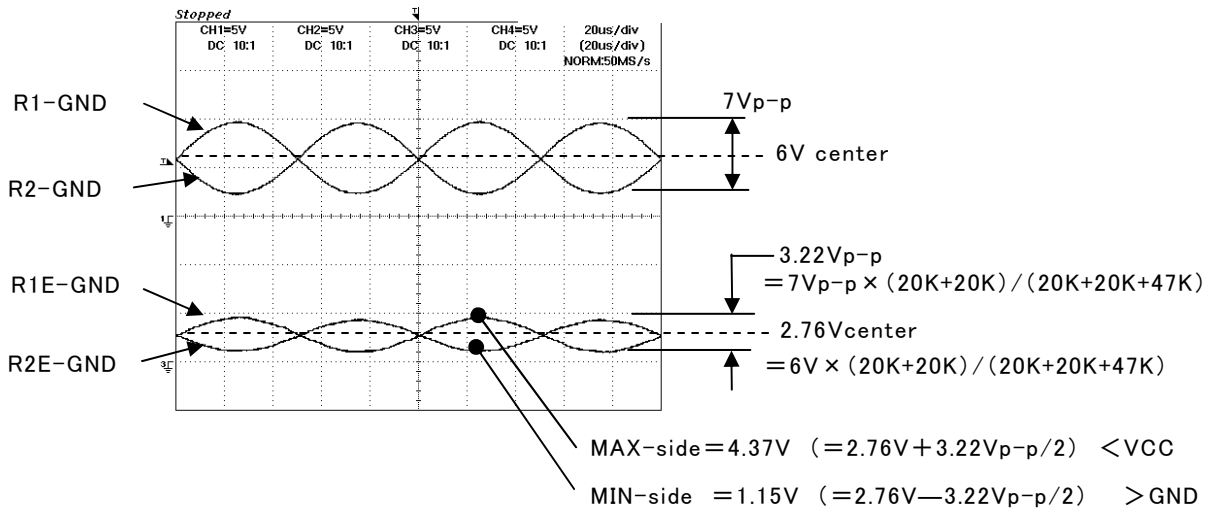 Stopped
CH1=5V CH2=5V CH3=5V CH4=5V 20us/div
DC 10:1 DC 10:1 DC 10:1 DC 10:1 (20us/div)
NORM:50MS/s
R1-GND
7Vp-p
6V center
R2-GND
3.22Vp-p
R1E-GND
=7Vp-p×(20K+20K)/(20K+20K+47K)
2.76Vcenter
R2E-GND
=6V×(20K+20K)/(20K+20K+47K)
MAX-side=4.37V (=2.76V+3.22Vp-p/2) <VCC
MIN-side =1.15V (=2.76V—3.22Vp-p/2) >GND